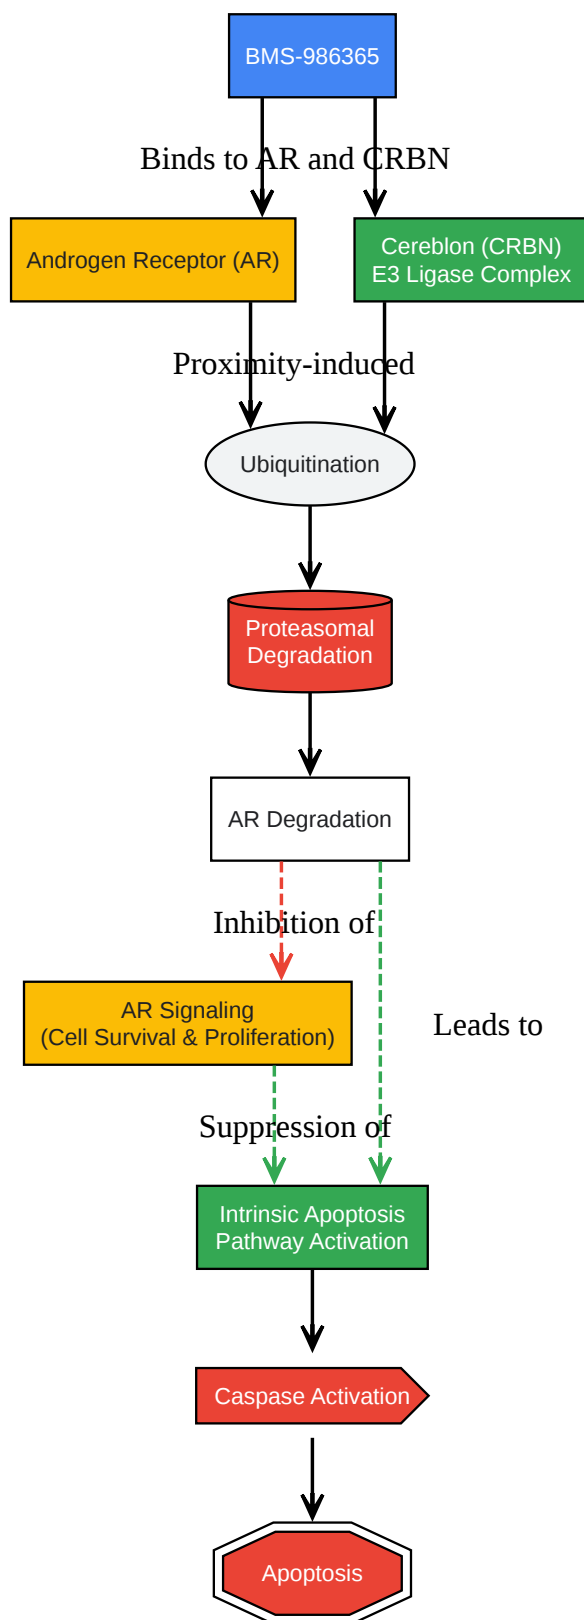 BMS-986365
Binds to AR and CRBN
Androgen Receptor (AR)
Cereblon (CRBN)
E3 Ligase Complex
Proximity-induced
Ubiquitination
Proteasomal
Degradation
AR Degradation
Inhibition of
AR Signaling
(Cell Survival & Proliferation)
Leads to
Suppression of
Intrinsic Apoptosis
Pathway Activation
Caspase Activation
Apoptosis